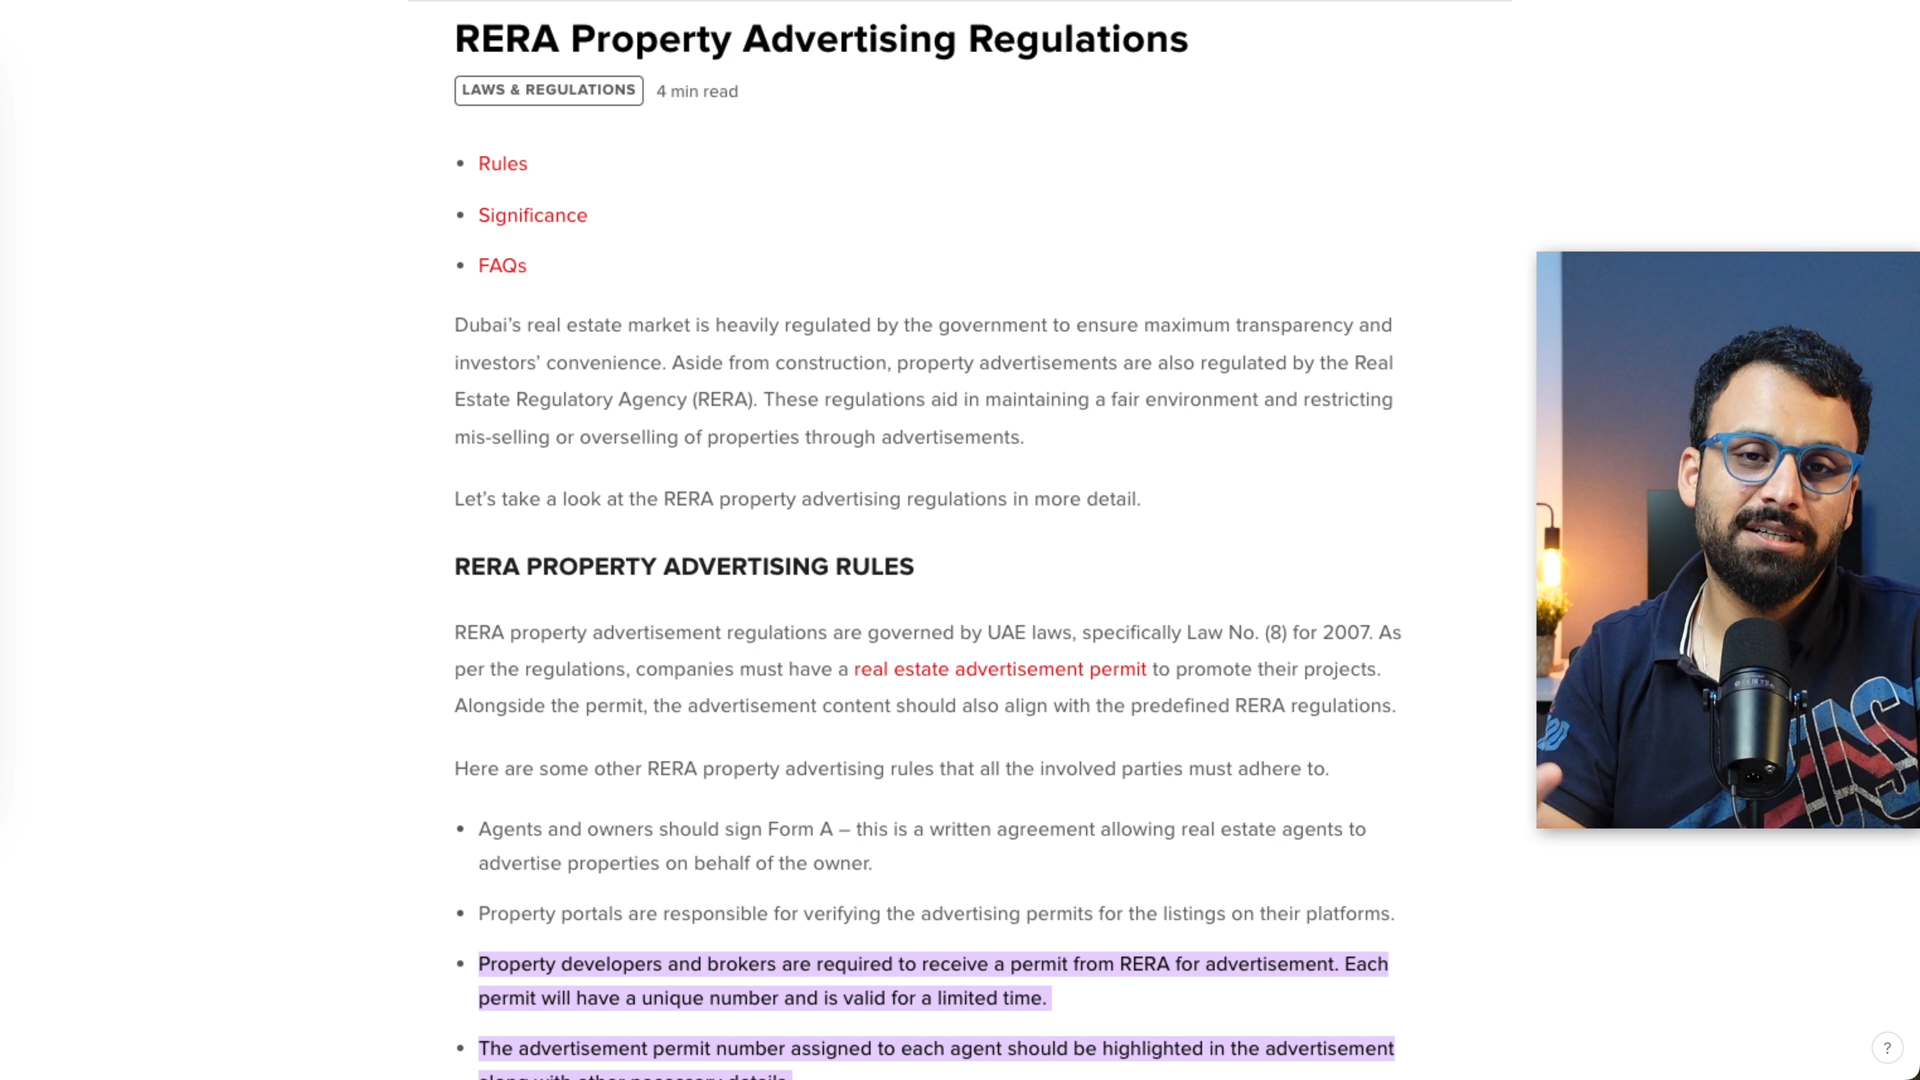 RERA Property Advertising Regulations
LAWS & REGULATIONS 4 min read
• Rules
• Significance
• FAQs
Dubai’s real estate market is heavily regulated by the government to ensure maximum transparency and
investors’ convenience. Aside from construction, property advertisements are also regulated by the Real
Estate Regulatory Agency (RERA). These regulations aid in maintaining a fair environment and restricting
mis-selling or overselling of properties through advertisements.
Let’s take a look at the RERA property advertising regulations in more detail.
RERA PROPERTY ADVERTISING RULES
RERA property advertisement regulations are governed by UAE laws, specifically Law No. (8) for 2007. As
per the regulations, companies must have a real estate advertisement permit to promote their projects.
Alongside the permit, the advertisement content should also align with the predefined RERA regulations.
Here are some other RERA property advertising rules that all the involved parties must adhere to.
• Agents and owners should sign Form A – this is a written agreement allowing real estate agents to
advertise properties on behalf of the owner.
• Property portals are responsible for verifying the advertising permits for the listings on their platforms.
• Property developers and brokers are required to receive a permit from RERA for advertisement. Each
permit will have a unique number and is valid for a limited time.
• The advertisement permit number assigned to each agent should be highlighted in the advertisement
along with other necessary details.
?